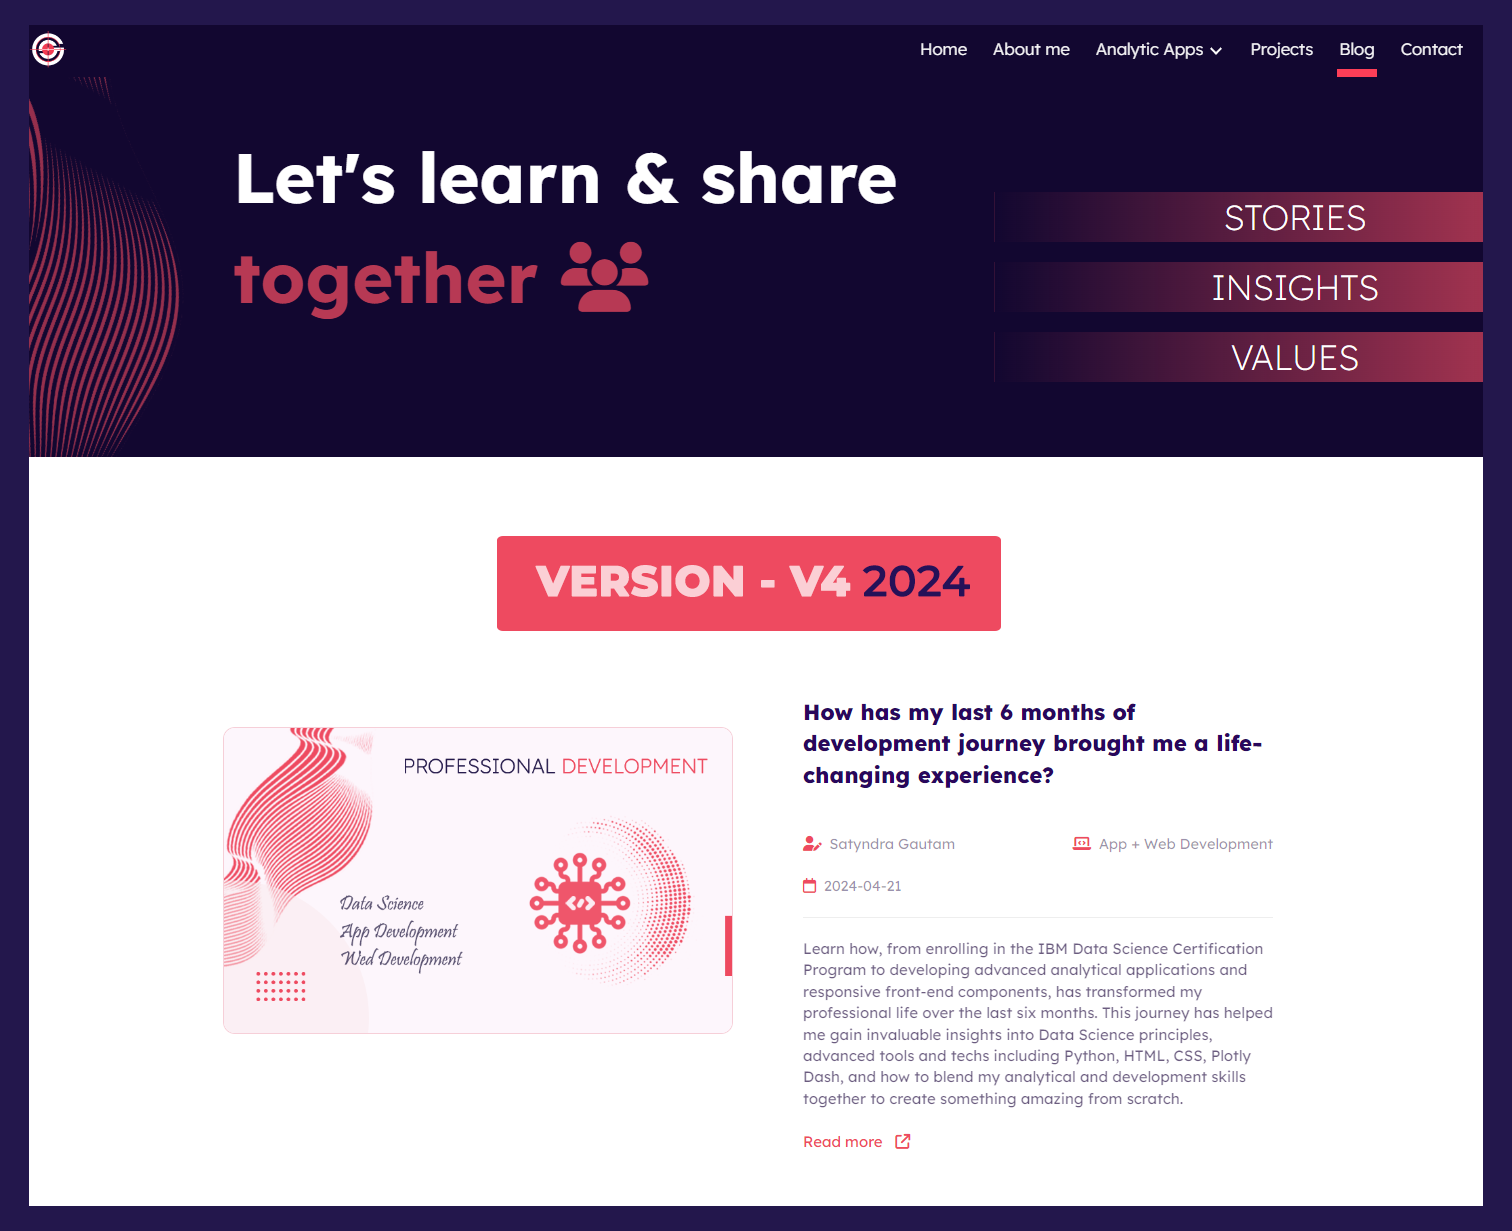 Home About me Analytic Apps Projects Blog Contact
Let's learn & share
together
STORIES
INSIGHTS
VALUES
VERSION - V4 2024
PROFESSIONAL DEVELOPMENT
Data Science
App Development
Wed Development
How has my last 6 months of
development journey brought me a life-
changing experience?
Satyndra Gautam
App + Web Development
2024-04-21
Learn how, from enrolling in the IBM Data Science Certification
Program to developing advanced analytical applications and
responsive front-end components, has transformed my
professional life over the last six months. This journey has helped
me gain invaluable insights into Data Science principles,
advanced tools and techs including Python, HTML, CSS, Plotly
Dash, and how to blend my analytical and development skills
together to create something amazing from scratch.
Read more